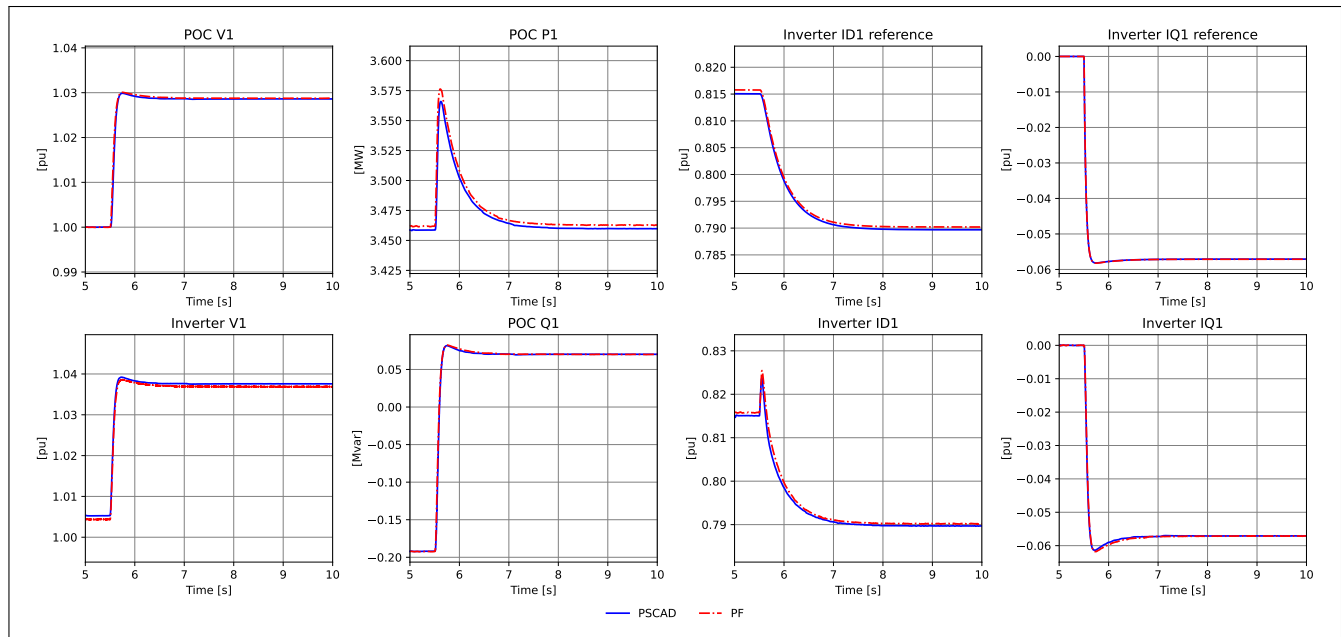 POC V1
POC P1
Inverter ID1 reference
Inverter IQ1 reference
1.04
1.03
1.02
1.01
1.00
0.99
[pu]
5 6 7 8 9 10
Time [s]
3.600
3.575
3.550
3.525
3.500
3.475
3.450
3.425
[MW]
5 6 7 8 9 10
Time [s]
0.820
0.815
0.810
0.805
0.800
0.795
0.790
0.785
[pu]
5 6 7 8 9 10
Time [s]
0.00
−0.01
−0.02
−0.03
−0.04
−0.05
−0.06
[pu]
5 6 7 8 9 10
Time [s]
Inverter V1
POC Q1
Inverter ID1
Inverter IQ1
1.04
1.03
1.02
1.01
1.00
[pu]
5 6 7 8 9 10
Time [s]
0.05
0.00
−0.05
−0.10
−0.15
−0.20
[Mvar]
5 6 7 8 9 10
Time [s]
0.83
0.82
0.81
0.80
0.79
[pu]
5 6 7 8 9 10
Time [s]
0.00
−0.01
−0.02
−0.03
−0.04
−0.05
−0.06
[pu]
5 6 7 8 9 10
Time [s]
PSCAD PF